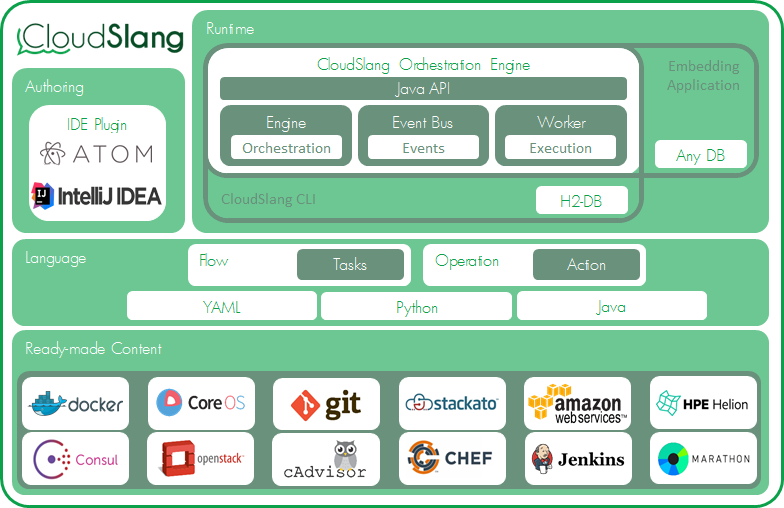 CloudSlang
Runtime
CloudSlang Orchestration Engine
Java API
Engine
Orchestration
Event Bus
Events
Worker
Execution
Embedding
Application
Any DB
CloudSlang CLI
H2-DB
Authoring
IDE Plugin
ATOM
IJ
IntelliJ IDEA
Language
Flow
Tasks
Operation
Action
YAML
Python
Java
Ready-made Content
docker
CoreOS
git
stackato™
amazon
web services™
HPE Helion
Consul
openstack™
cAdvisor
CHEF
Jenkins
MARATHON